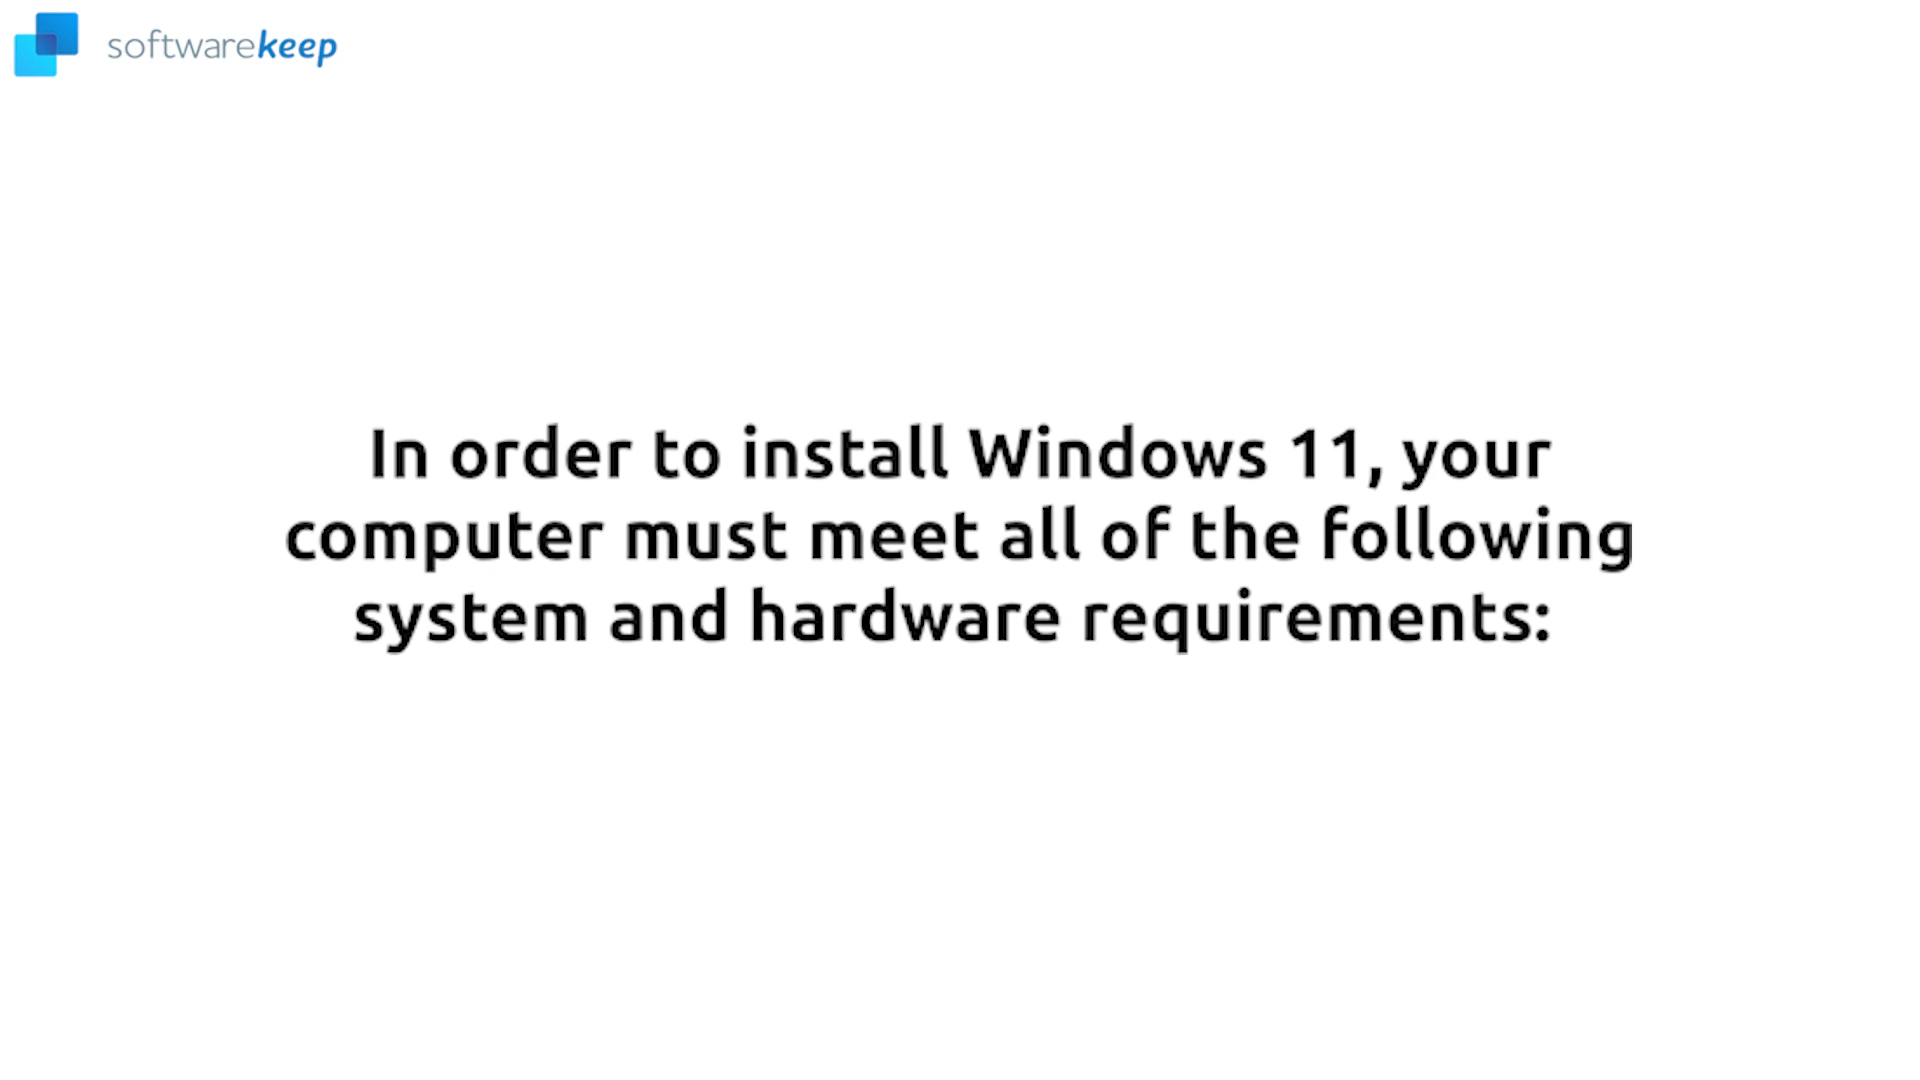 softwarekeep
In order to install Windows 11, your
computer must meet all of the following
system and hardware requirements: